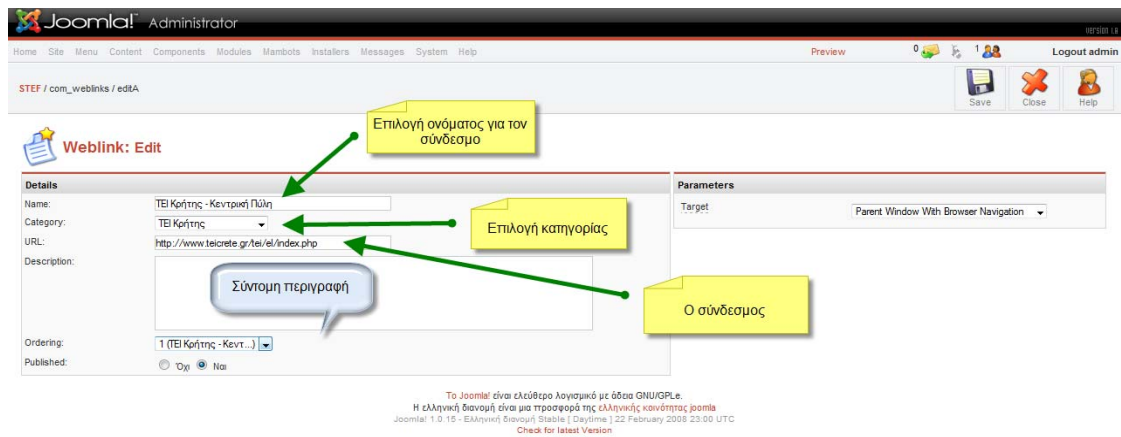 Joomla! Administrator
version 1.0
Home Site Menu Content Components Modules Mambots Installers Messages System Help Preview 0 1 Logout admin
STEF / com_weblinks / editA
Save Close Help
Επιλογή ονόματος για τον
σύνδεσμο
Weblink: Edit
Details
Name: ΤΕΙ Κρήτης - Κεντρική Πύλη
Category: ΤΕΙ Κρήτης
Επιλογή κατηγορίας
URL: http://www.teicrete.gr/tei/el/index.php
Description:
Σύντομη περιγραφή
Ο σύνδεσμος
Ordering: 1 (ΤΕΙ Κρήτης - Κεντ...)
Published: Όχι Ναι
Parameters
Target Parent Window With Browser Navigation
Το Joomla! είναι ελεύθερο λογισμικό με άδεια GNU/GPLe.
Η ελληνική διανομή είναι μια προσφορά της ελληνικής κοινότητας joomla
Joomla! 1.0.15 - Ελληνική διανομή Stable [ Daytime ] 22 February 2008 23:00 UTC
Check for latest Version